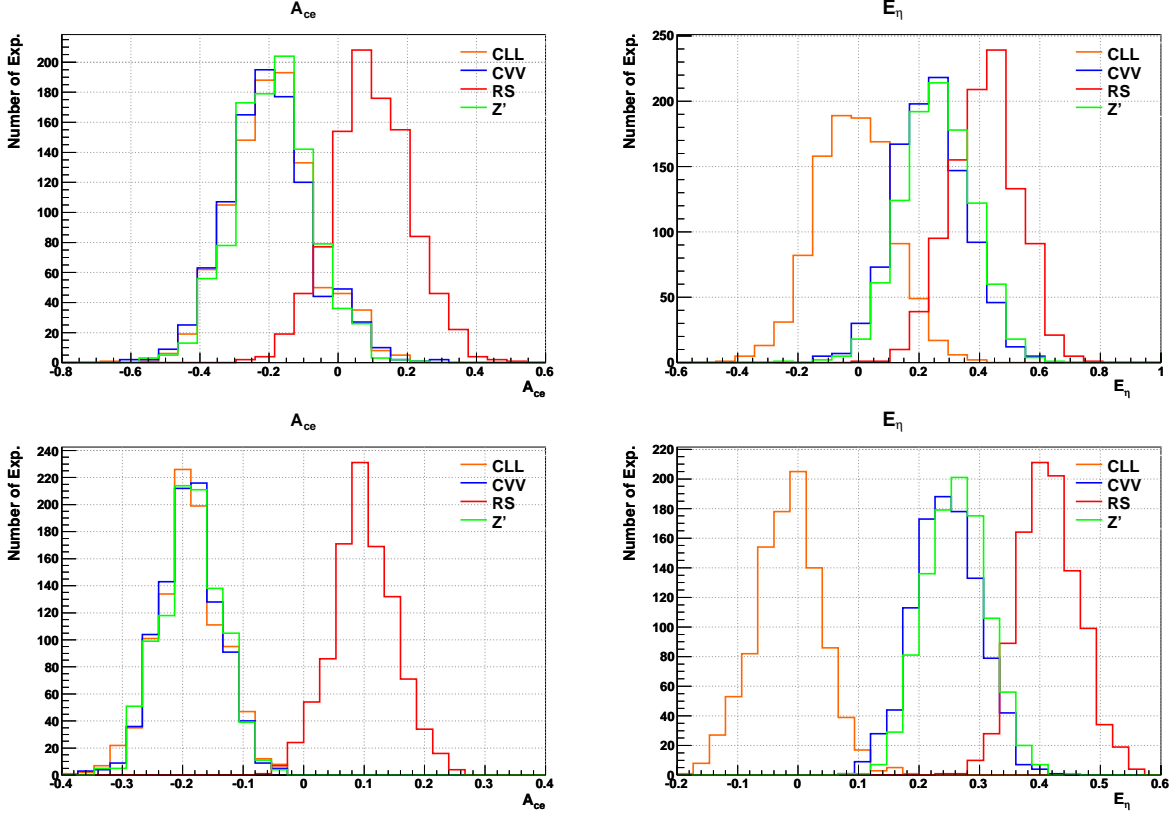 A_ce
Number of Exp.
CLL
CVV
RS
Z'
0
20
40
60
80
100
120
140
160
180
200
-0.8 -0.6 -0.4 -0.2 0 0.2 0.4 0.6
A_ce
E_η
Number of Exp.
CLL
CVV
RS
Z'
0
50
100
150
200
250
-0.6 -0.4 -0.2 0 0.2 0.4 0.6 0.8 1
E_η
A_ce
Number of Exp.
CLL
CVV
RS
Z'
0
20
40
60
80
100
120
140
160
180
200
220
240
-0.4 -0.3 -0.2 -0.1 0 0.1 0.2 0.3 0.4
A_ce
E_η
Number of Exp.
CLL
CVV
RS
Z'
0
20
40
60
80
100
120
140
160
180
200
220
-0.2 -0.1 0 0.1 0.2 0.3 0.4 0.5 0.6
E_η